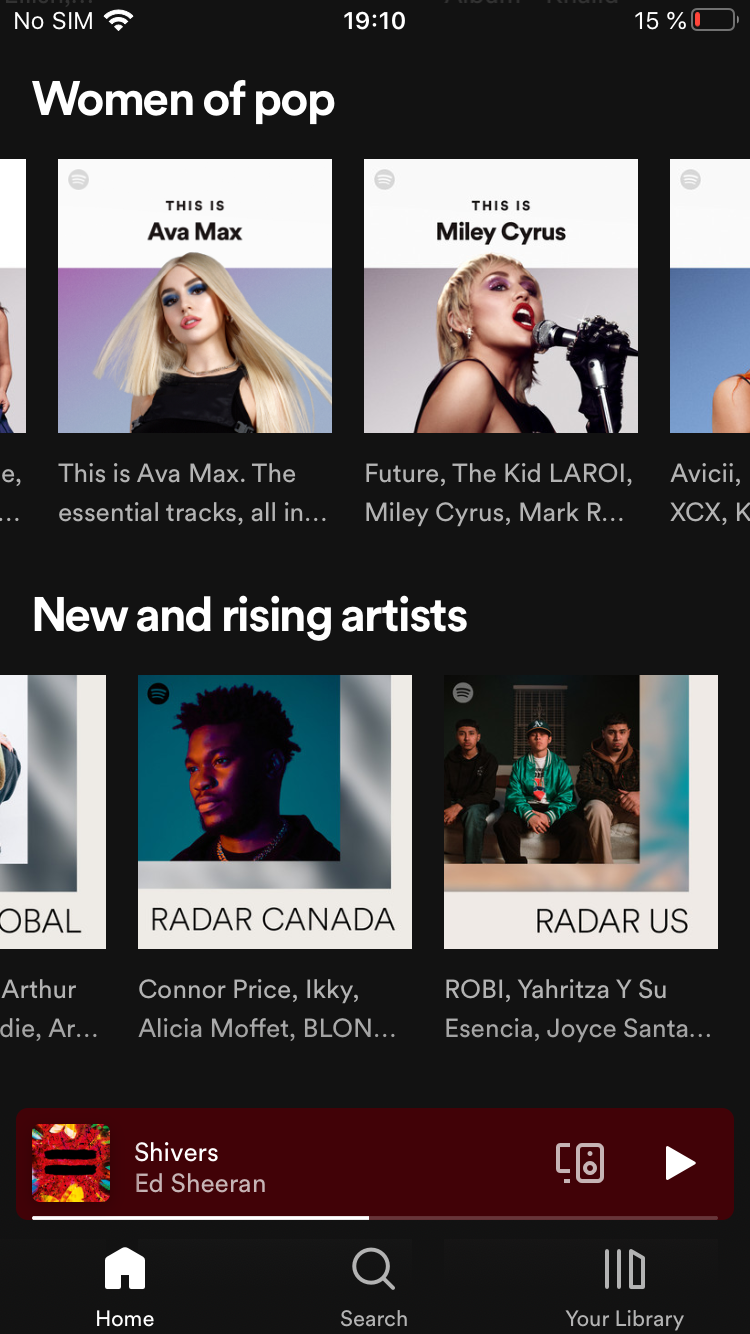 No SIM 19:10 15 %
Women of pop
THIS IS
Ava Max
THIS IS
Miley Cyrus
e,
...
This is Ava Max. The
essential tracks, all in...
Future, The Kid LAROI,
Miley Cyrus, Mark R...
Avicii,
XCX, K
New and rising artists
OBAL
RADAR CANADA
RADAR US
Arthur
die, Ar...
Connor Price, Ikky,
Alicia Moffet, BLON...
ROBI, Yahritza Y Su
Esencia, Joyce Santa...
Shivers
Ed Sheeran
Home
Search
Your Library